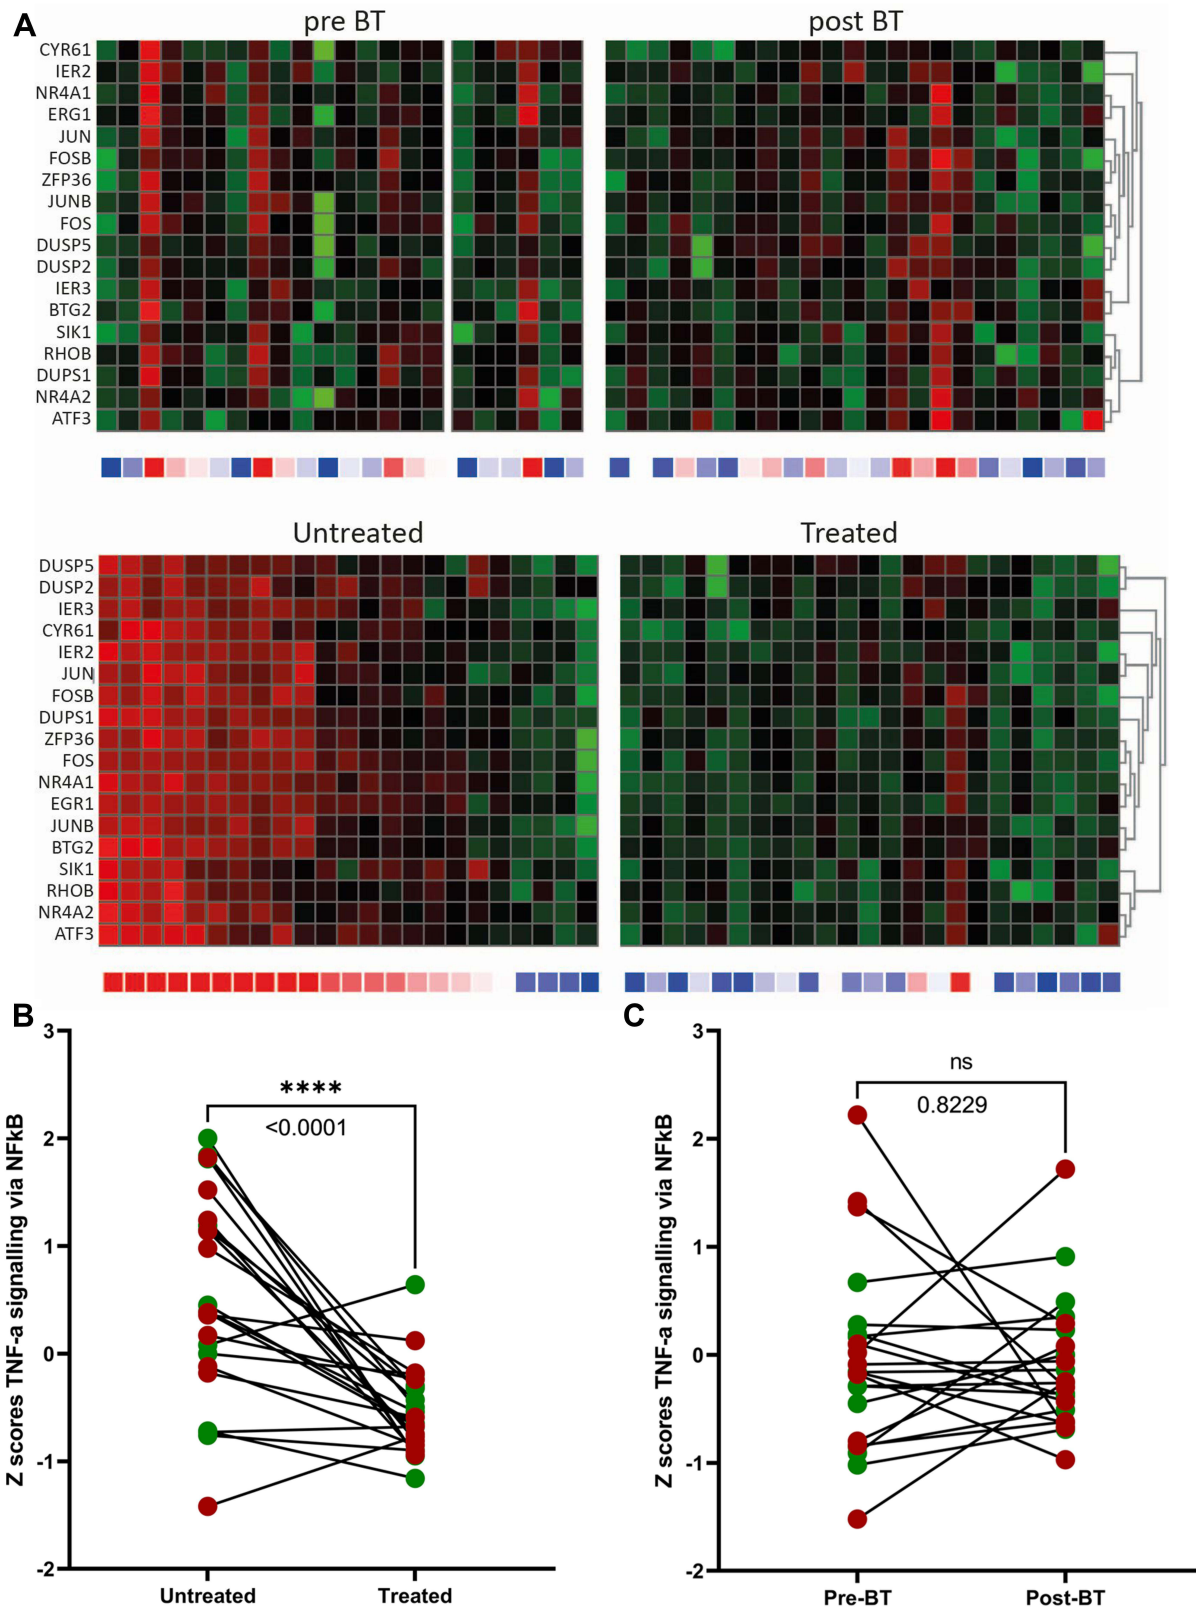 A
pre BT
post BT
CYR61
IER2
NR4A1
ERG1
JUN
FOSB
ZFP36
JUNB
FOS
DUSP5
DUSP2
IER3
BTG2
SIK1
RHOB
DUPS1
NR4A2
ATF3
Untreated
Treated
DUSP5
DUSP2
IER3
CYR61
IER2
JUN
FOSB
DUPS1
ZFP36
FOS
NR4A1
EGR1
JUNB
BTG2
SIK1
RHOB
NR4A2
ATF3
B
Z scores TNF-a signalling via NFkB
3
2
1
0
-1
-2
****
<0.0001
Untreated
Treated
C
Z scores TNF-a signalling via NFkB
3
2
1
0
-1
-2
ns
0.8229
Pre-BT
Post-BT